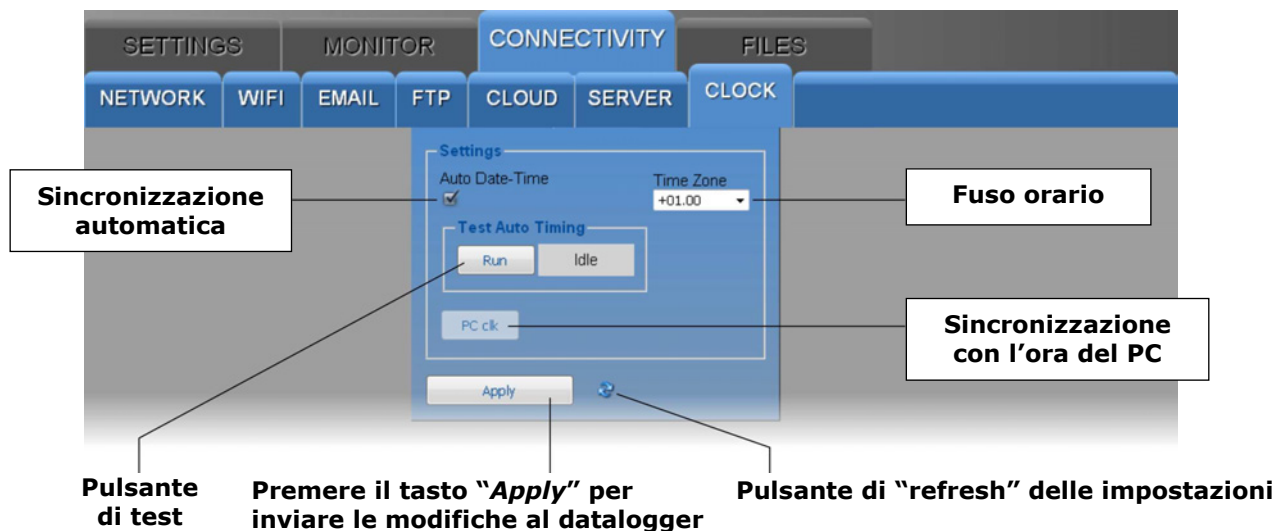 SETTINGS MONITOR CONNECTIVITY FILES
NETWORK WIFI EMAIL FTP CLOUD SERVER CLOCK
Settings
Auto Date-Time
Time Zone
+01.00
Test Auto Timing
Run
Idle
PC clk
Apply
Sincronizzazione
automatica
Fuso orario
Sincronizzazione
con l’ora del PC
Pulsante
di test
Premere il tasto “Apply” per
inviare le modifiche al datalogger
Pulsante di “refresh” delle impostazioni